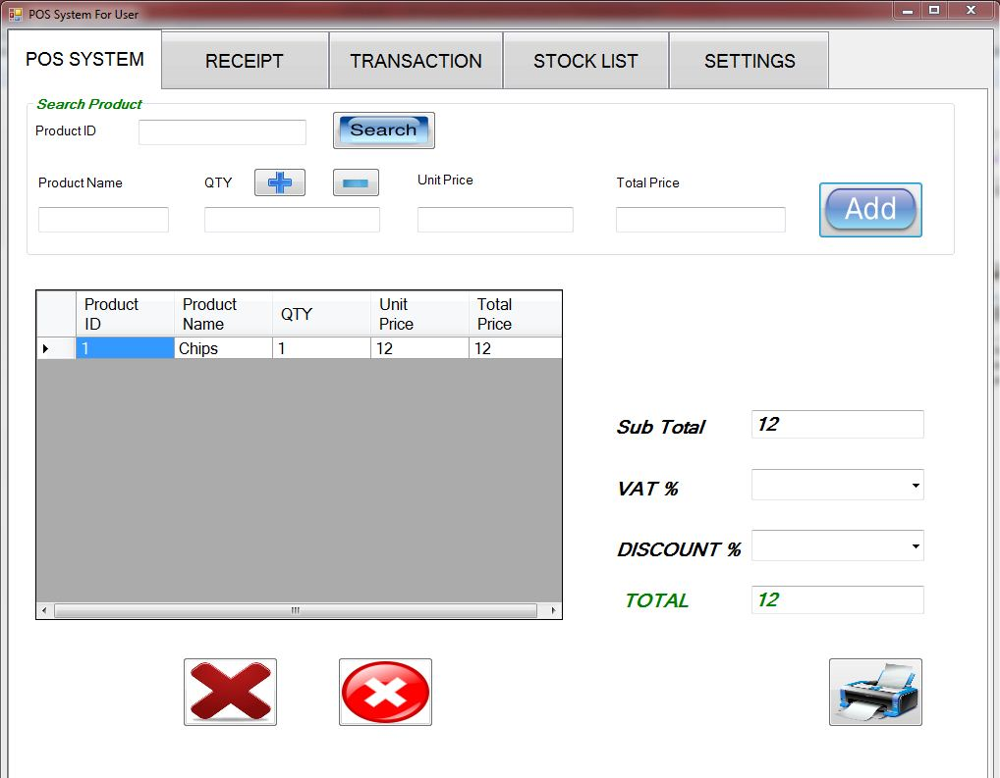 POS System For User
POS SYSTEM RECEIPT TRANSACTION STOCK LIST SETTINGS
Search Product
Product ID Search
Product Name QTY Unit Price Total Price
Add
Product ID Product Name QTY Unit Price Total Price
1 Chips 1 12 12
Sub Total 12
VAT %
DISCOUNT %
TOTAL 12